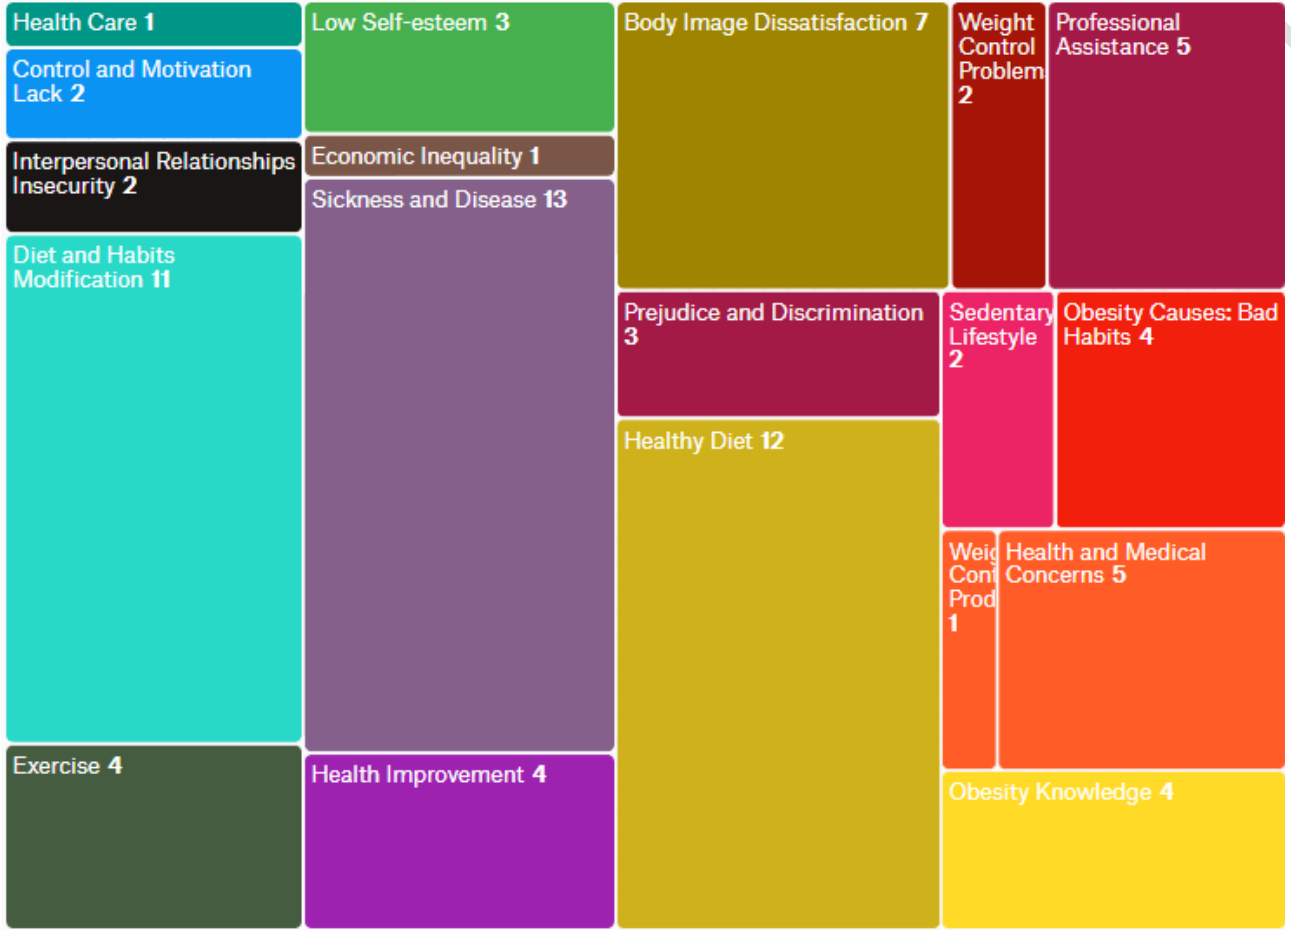 Health Care 1
Control and Motivation
Lack 2
Interpersonal Relationships
Insecurity 2
Diet and Habits
Modification 11
Exercise 4
Low Self-esteem 3
Economic Inequality 1
Sickness and Disease 13
Health Improvement 4
Body Image Dissatisfaction 7
Prejudice and Discrimination
3
Healthy Diet 12
Weight
Control
Problem
2
Professional
Assistance 5
Sedentary
Lifestyle
2
Obesity Causes: Bad
Habits 4
Weig
Cont
Prod
1
Health and Medical
Concerns 5
Obesity Knowledge 4